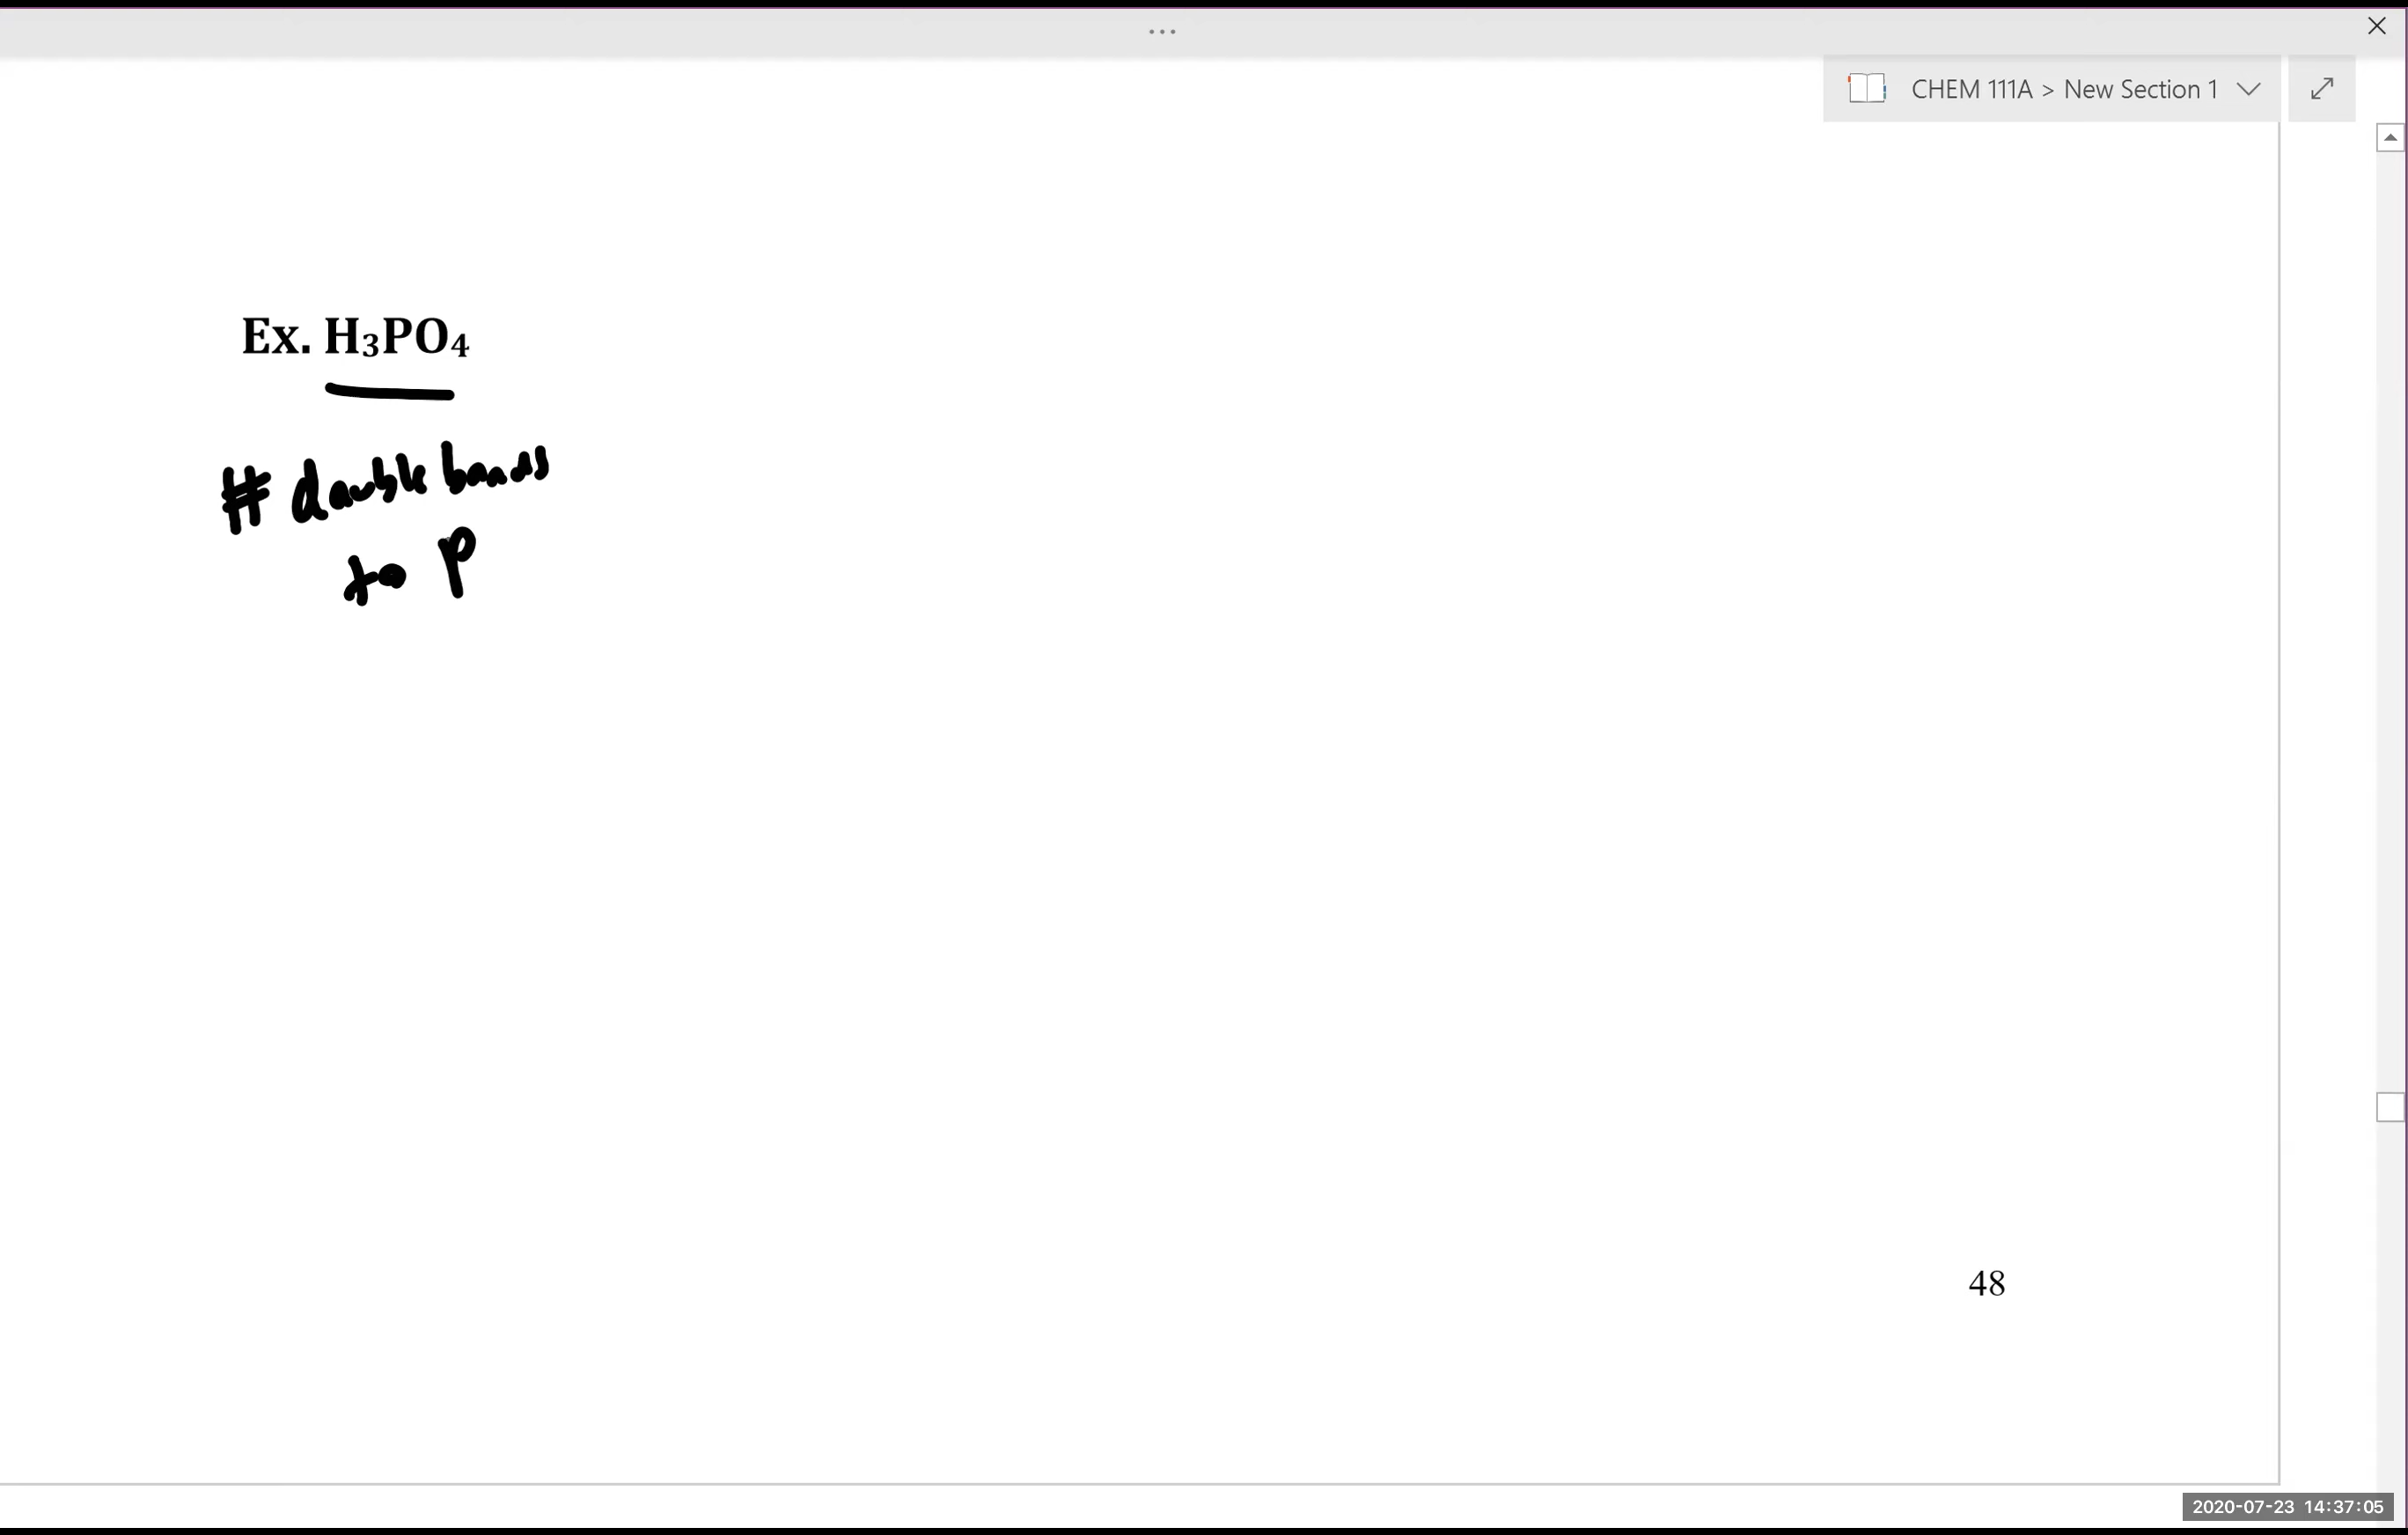 ...
CHEM 111A > New Section 1
Ex. H₃PO₄
# double bonds
to P
48
2020-07-23 14:37:05